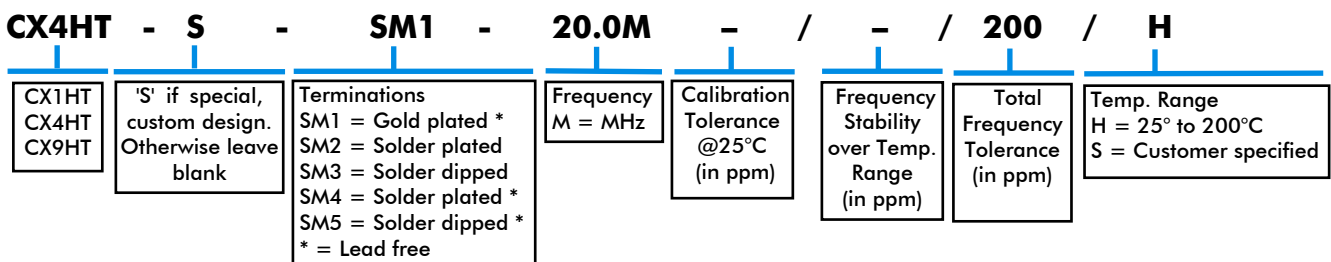 CX4HT - S - SM1 - 20.0M – / – / 200 / H
CX1HT
CX4HT
CX9HT
'S' if special,
custom design.
Otherwise leave
blank
Terminations
SM1 = Gold plated *
SM2 = Solder plated
SM3 = Solder dipped
SM4 = Solder plated *
SM5 = Solder dipped *
* = Lead free
Frequency
M = MHz
Calibration
Tolerance
@25°C
(in ppm)
Frequency
Stability
over Temp.
Range
(in ppm)
Total
Frequency
Tolerance
(in ppm)
Temp. Range
H = 25° to 200°C
S = Customer specified